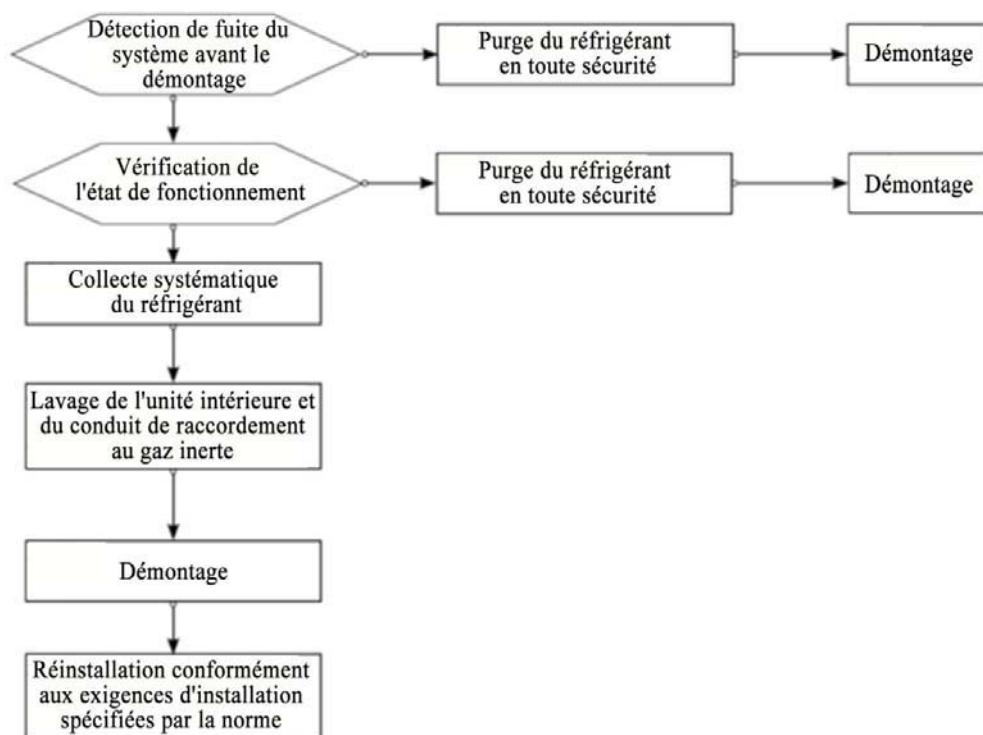 Détection de fuite du
système avant le
démontage
Purge du réfrigérant
en toute sécurité
Démontage
Vérification de
l'état de fonctionnement
Purge du réfrigérant
en toute sécurité
Démontage
Collecte systématique
du réfrigérant
Lavage de l'unité intérieure et
du conduit de raccordement
au gaz inerte
Démontage
Réinstallation conformément
aux exigences d'installation
spécifiées par la norme